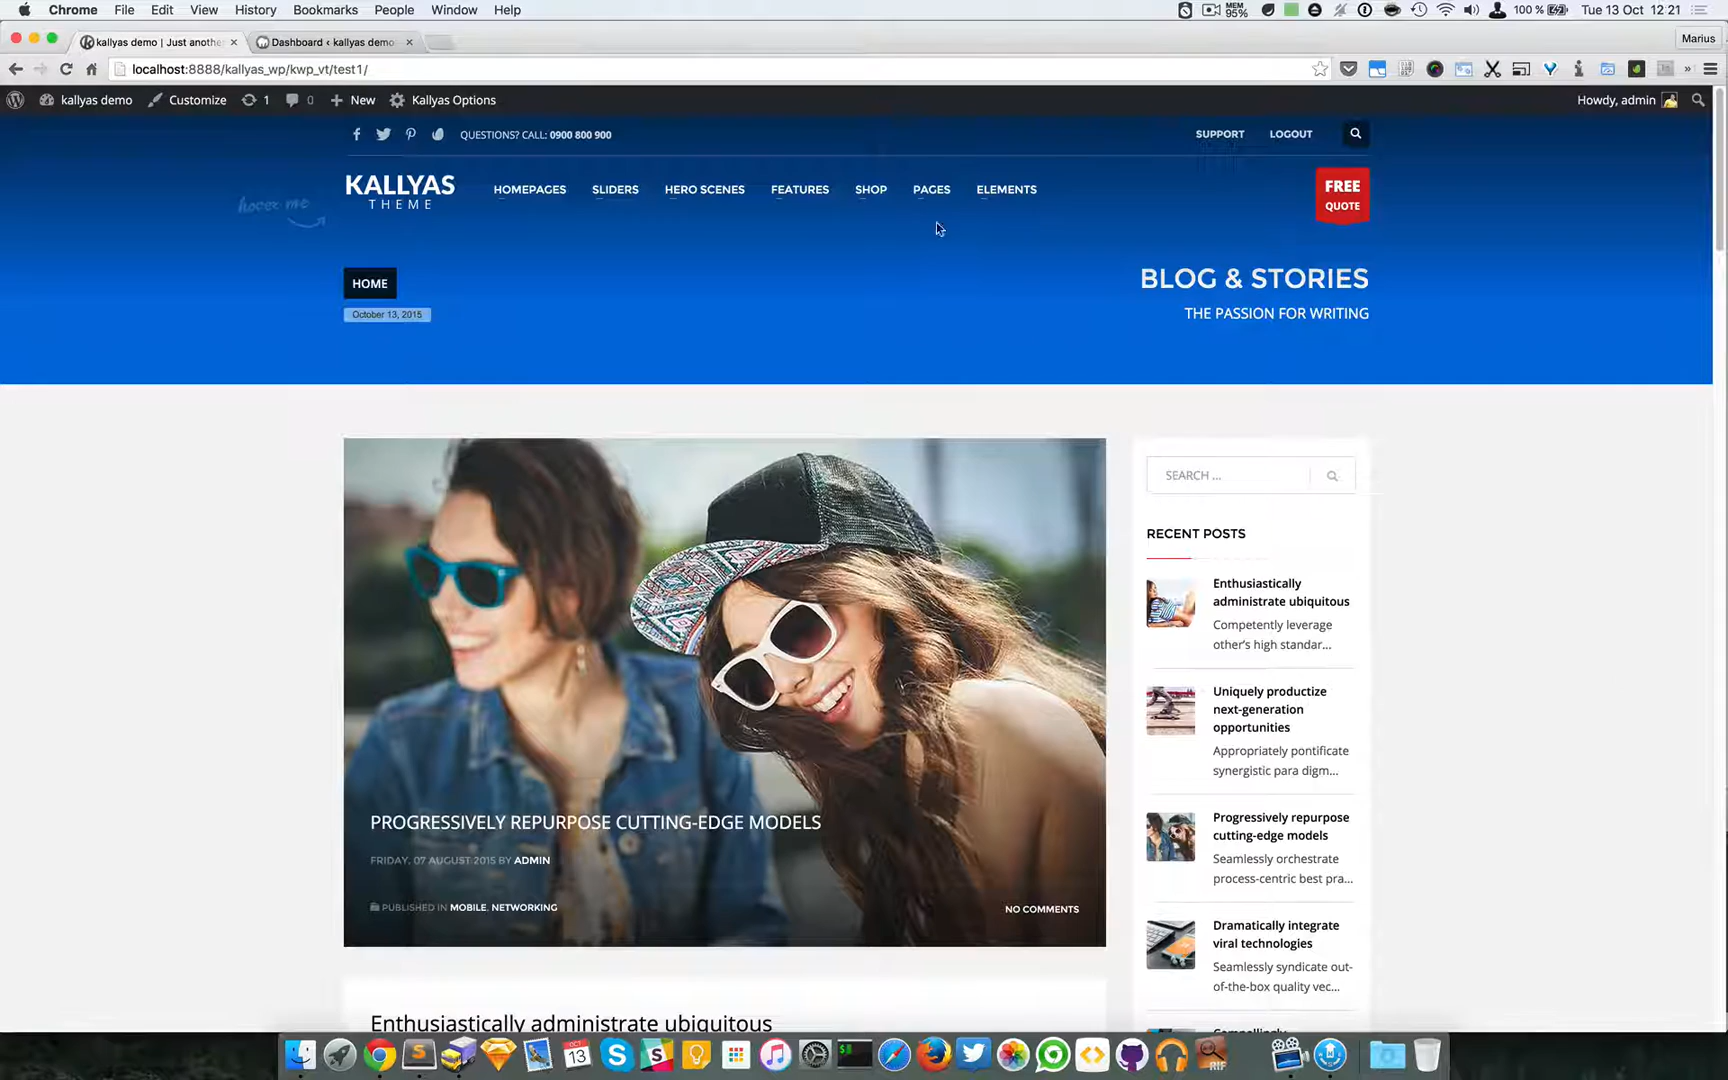 Chrome File Edit View History Bookmarks People Window Help
MEM 95% 100 % Tue 13 Oct 12:21
kallyas demo | Just anothe Dashboard ‹ kallyas demo Marius
localhost:8888/kallyas_wp/kwp_vt/test1/
kallyas demo Customize 1 0 New Kallyas Options Howdy, admin
QUESTIONS? CALL: 0900 800 900 SUPPORT LOGOUT
hover me
KALLYAS
THEME
HOMEPAGES SLIDERS HERO SCENES FEATURES SHOP PAGES ELEMENTS
FREE
QUOTE
HOME
October 13, 2015
BLOG & STORIES
THE PASSION FOR WRITING
PROGRESSIVELY REPURPOSE CUTTING-EDGE MODELS
FRIDAY, 07 AUGUST 2015 BY ADMIN
PUBLISHED IN MOBILE, NETWORKING
NO COMMENTS
Enthusiastically administrate ubiquitous
SEARCH ...
RECENT POSTS
Enthusiastically
administrate ubiquitous
Competently leverage
other's high standar...
Uniquely productize
next-generation
opportunities
Appropriately pontificate
synergistic para digm...
Progressively repurpose
cutting-edge models
Seamlessly orchestrate
process-centric best pra...
Dramatically integrate
viral technologies
Seamlessly syndicate out-
of-the-box quality vec...
OCT
13